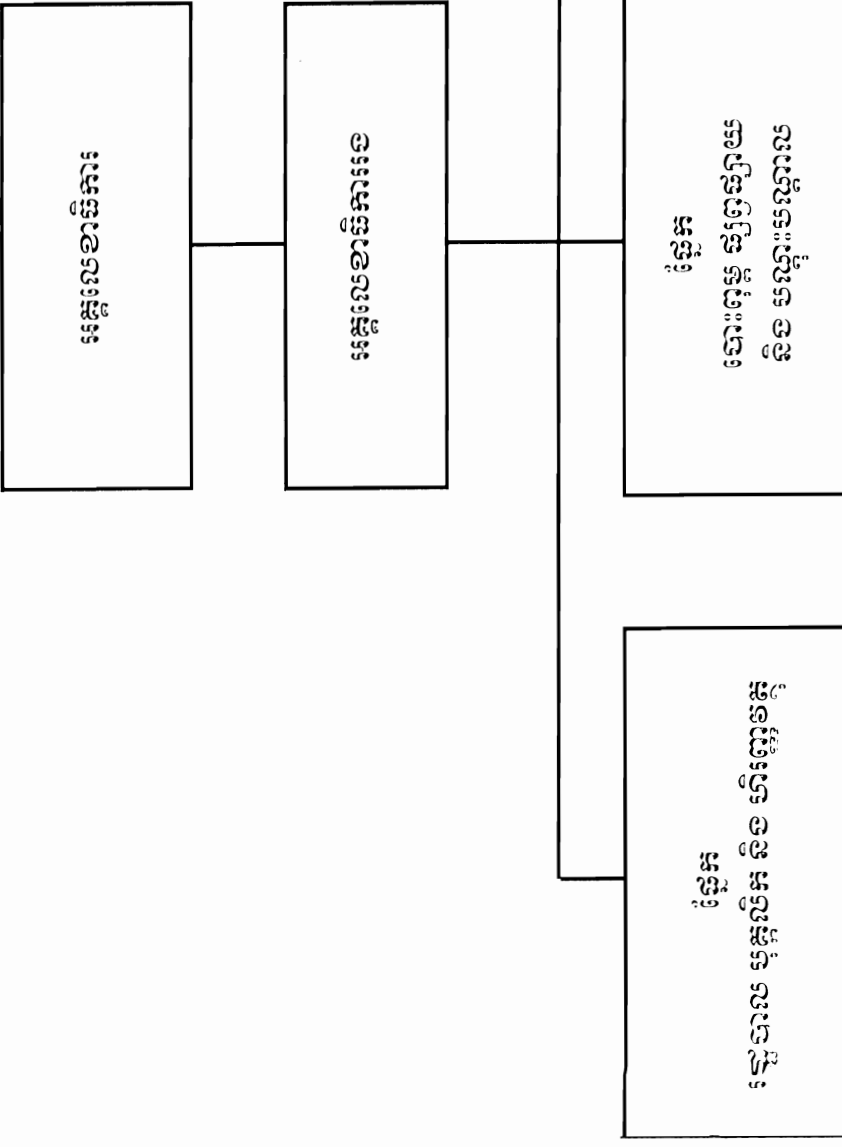 អគ្គលេខាធិការ
អគ្គលេខាធិការរង
ផ្នែក
បោះពុម្ព ផ្សព្វផ្សាយ
និង បណ្តុះបណ្តាល
ផ្នែក
រដ្ឋបាល បុគ្គលិក និង ហិរញ្ញវត្ថុ